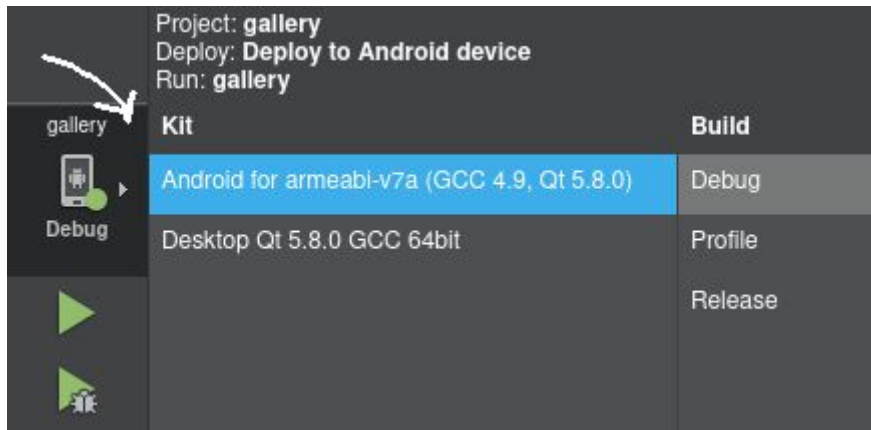 Project: gallery
Deploy: Deploy to Android device
Run: gallery
gallery
Kit
Build
Android for armeabi-v7a (GCC 4.9, Qt 5.8.0)
Debug
Debug
Desktop Qt 5.8.0 GCC 64bit
Profile
Release